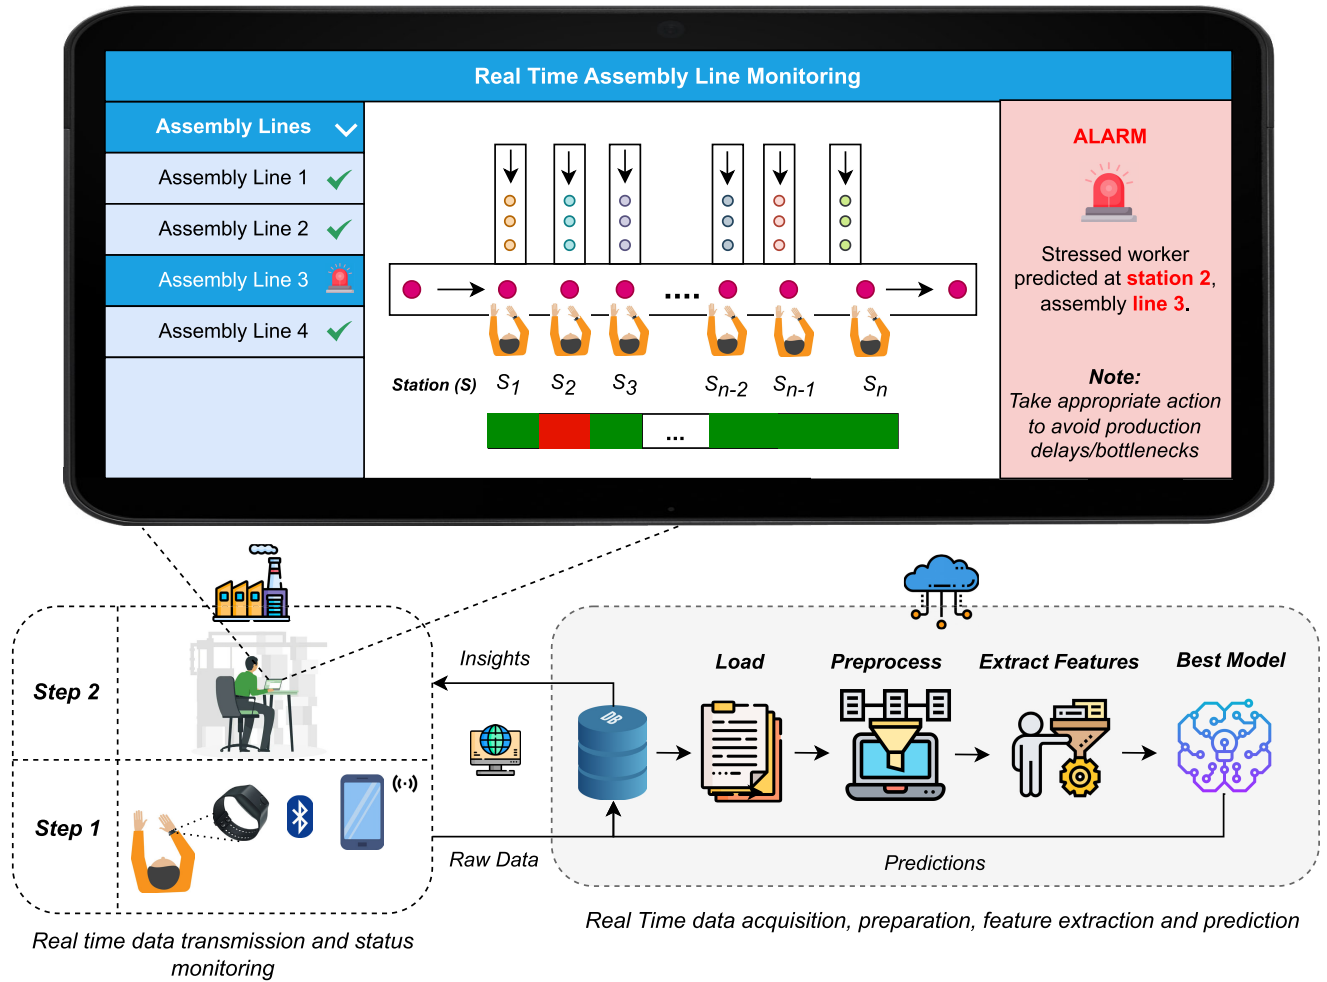 Real Time Assembly Line Monitoring
Assembly Lines
Assembly Line 1
Assembly Line 2
Assembly Line 3
Assembly Line 4
....
Station (S)
S1
S2
S3
Sn-2
Sn-1
Sn
...
ALARM
Stressed worker
predicted at station 2,
assembly line 3.
Note:
Take appropriate action
to avoid production
delays/bottlenecks
Step 2
Step 1
Real time data transmission and status
monitoring
Insights
Raw Data
DB
Load
Preprocess
Extract Features
Best Model
Predictions
Real Time data acquisition, preparation, feature extraction and prediction